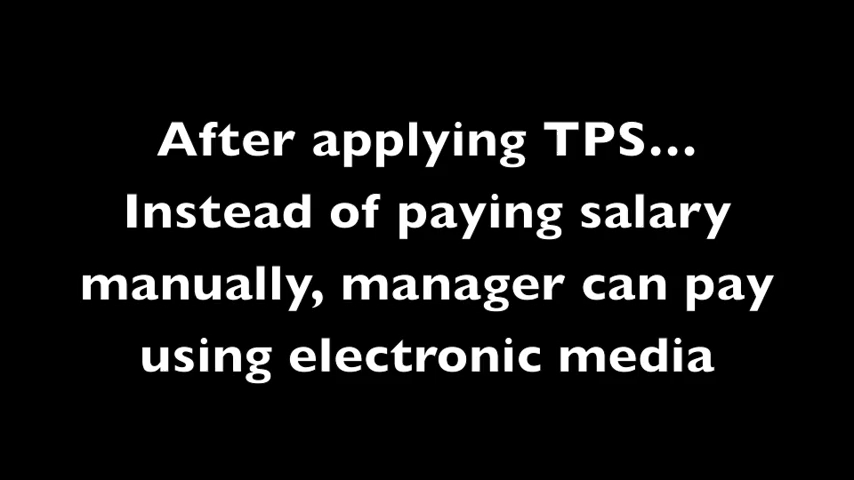 After applying TPS...
Instead of paying salary
manually, manager can pay
using electronic media